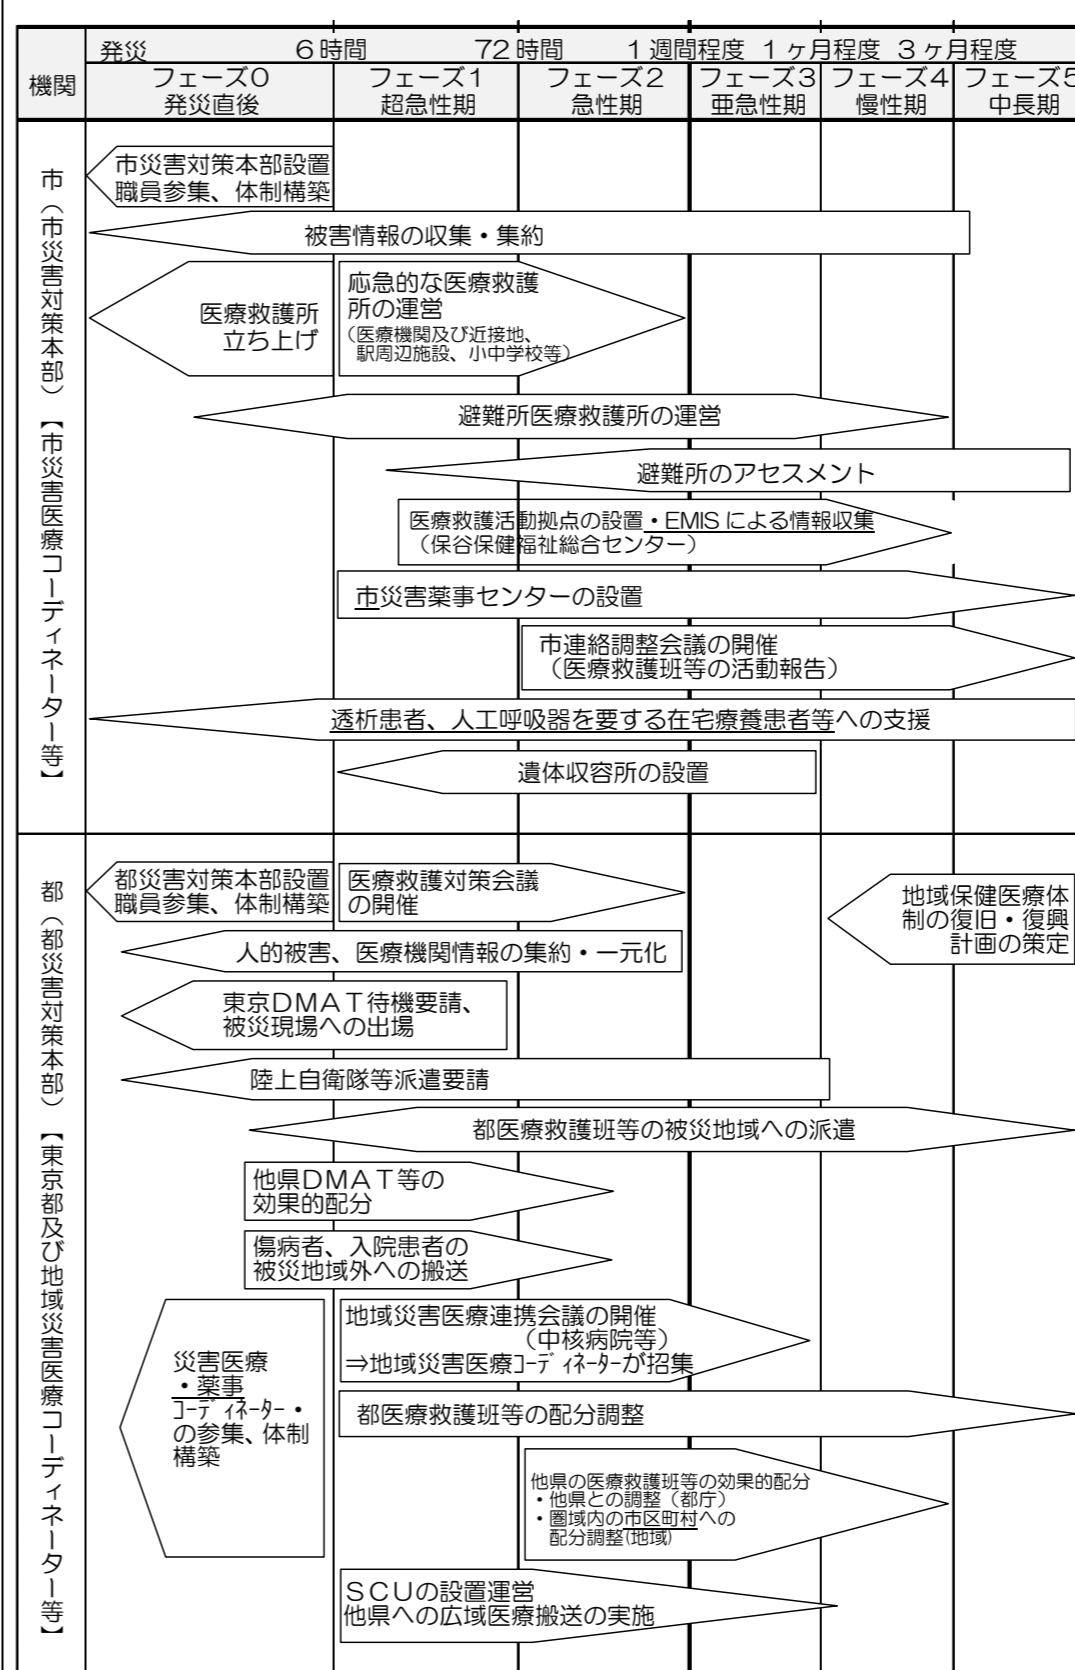 機関
発災 6時間 72時間 1週間程度 1ヶ月程度 3ヶ月程度
フェーズ0 フェーズ1 フェーズ2 フェーズ3 フェーズ4 フェーズ5
発災直後 超急性期 急性期 亜急性期 慢性期 中長期
市（市災害対策本部）【市災害医療コーディネーター等】
市災害対策本部設置
職員参集、体制構築
被害情報の収集・集約
医療救護所
立ち上げ
応急的な医療救護
所の運営
（医療機関及び近接地、
駅周辺施設、小中学校等）
避難所医療救護所の運営
避難所のアセスメント
医療救護活動拠点の設置・EMISによる情報収集
（保谷保健福祉総合センター）
市災害薬事センターの設置
市連絡調整会議の開催
（医療救護班等の活動報告）
透析患者、人工呼吸器を要する在宅療養患者等への支援
遺体収容所の設置
都（都災害対策本部）【東京都及び地域災害医療コーディネーター等】
都災害対策本部設置
職員参集、体制構築
医療救護対策会議
の開催
地域保健医療体
制の復旧・復興
計画の策定
人的被害、医療機関情報の集約・一元化
東京DMAT待機要請、
被災現場への出場
陸上自衛隊等派遣要請
都医療救護班等の被災地域への派遣
他県DMAT等の
効果的配分
傷病者、入院患者の
被災地域外への搬送
災害医療
・薬事
ｺｰﾃﾞｨﾈｰﾀｰ・
の参集、体制
構築
地域災害医療連携会議の開催
（中核病院等）
⇒地域災害医療ｺｰﾃﾞｨﾈｰﾀｰが招集
都医療救護班等の配分調整
他県の医療救護班等の効果的配分
・他県との調整（都庁）
・圏域内の市区町村への
配分調整(地域)
SCUの設置運営
他県への広域医療搬送の実施